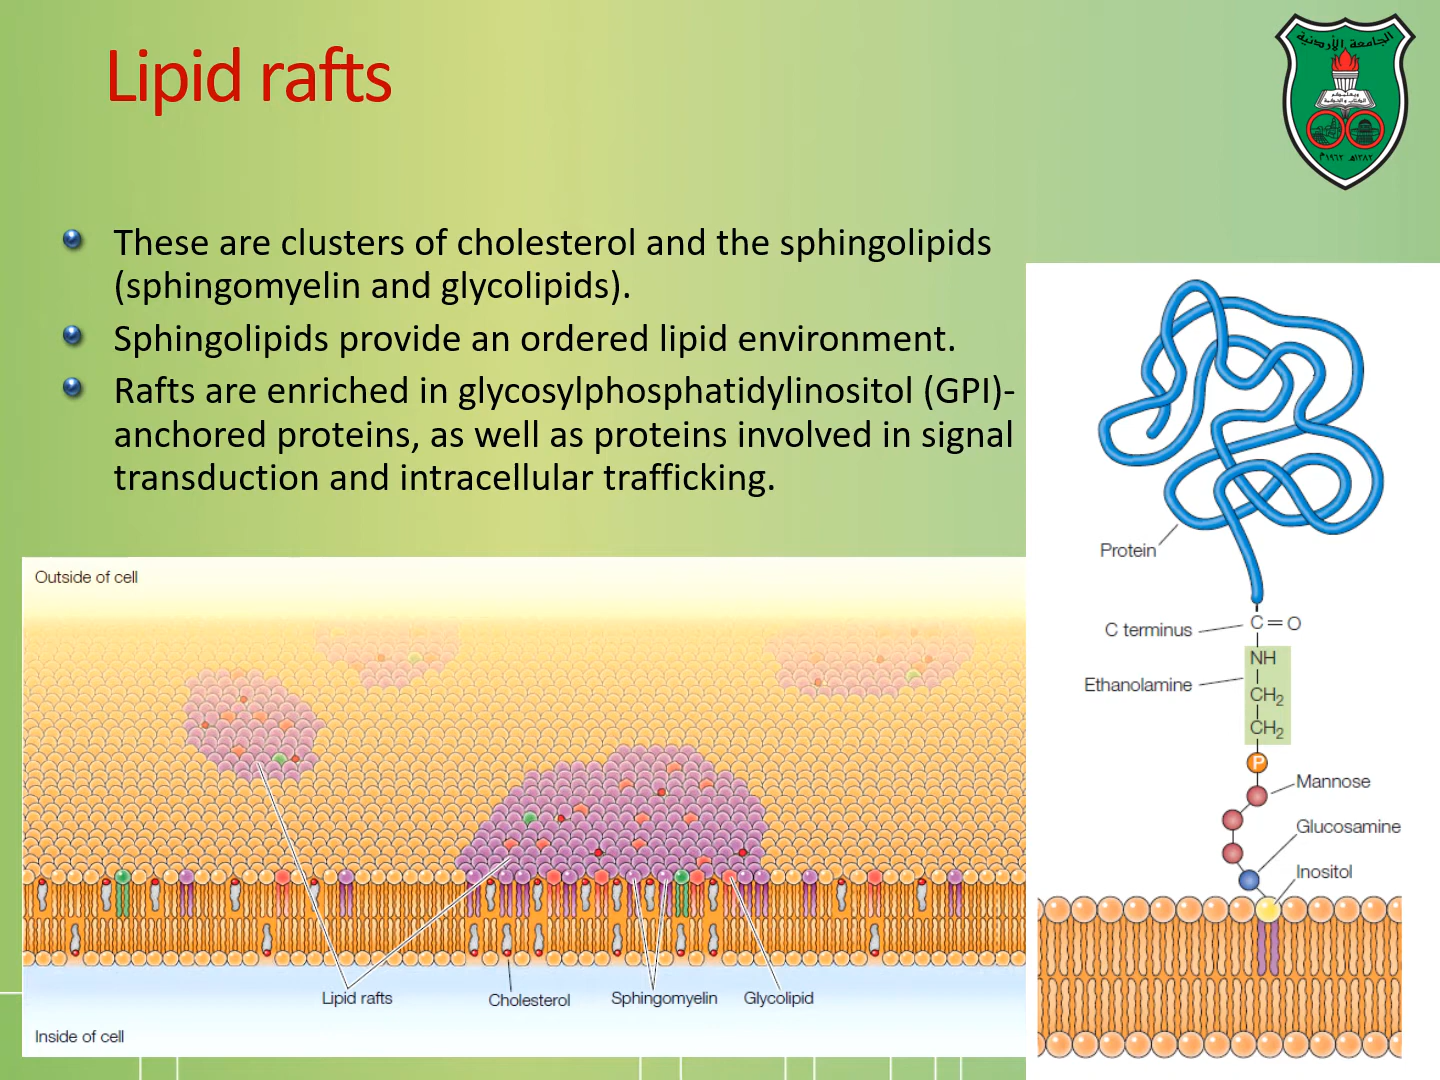 Lipid rafts
الجامعة الأردنية
These are clusters of cholesterol and the sphingolipids
(sphingomyelin and glycolipids).
Sphingolipids provide an ordered lipid environment.
Rafts are enriched in glycosylphosphatidylinositol (GPI)-
anchored proteins, as well as proteins involved in signal
transduction and intracellular trafficking.
Outside of cell
Lipid rafts
Cholesterol
Sphingomyelin
Glycolipid
Inside of cell
Protein
C terminus
C=O
NH
Ethanolamine
CH2
CH2
P
Mannose
Glucosamine
Inositol